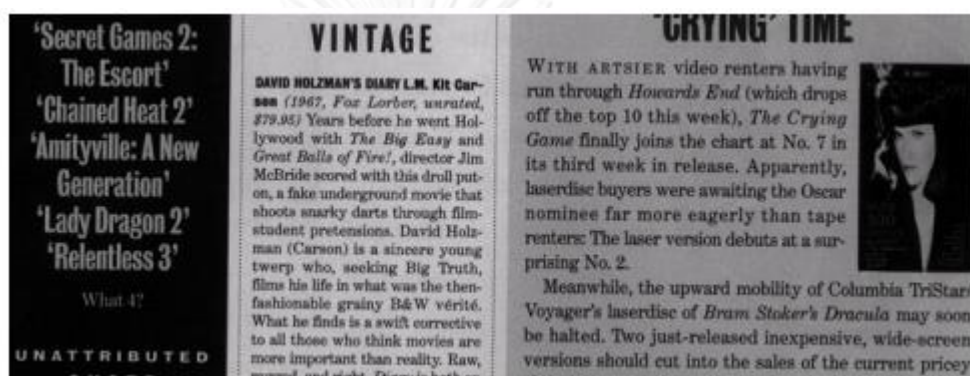 'Secret Games 2:
The Escort'
'Chained Heat 2'
'Amityville: A New
Generation'
'Lady Dragon 2'
'Relentless 3'
What 4?
UNATTRIBUTED
VINTAGE
DAVID HOLZMAN'S DIARY L.M. Kit Car-
son (1967, Fox Lorber, unrated,
$79.95) Years before he went Hol-
lywood with The Big Easy and
Great Balls of Fire!, director Jim
McBride scored with this droll put-
on, a fake underground movie that
shoots snarky darts through film-
student pretensions. David Holz-
man (Carson) is a sincere young
twerp who, seeking Big Truth,
films his life in what was the then-
fashionable grainy B&W vérité.
What he finds is a swift corrective
to all those who think movies are
more important than reality. Raw,
'CRYING' TIME
WITH ARTSIER video renters having
run through Howards End (which drops
off the top 10 this week), The Crying
Game finally joins the chart at No. 7 in
its third week in release. Apparently,
laserdisc buyers were awaiting the Oscar
nominee far more eagerly than tape
renters: The laser version debuts at a sur-
prising No. 2.
Meanwhile, the upward mobility of Columbia TriStar
Voyager's laserdisc of Bram Stoker's Dracula may soon
be halted. Two just-released inexpensive, wide-screen
versions should cut into the sales of the current pricey